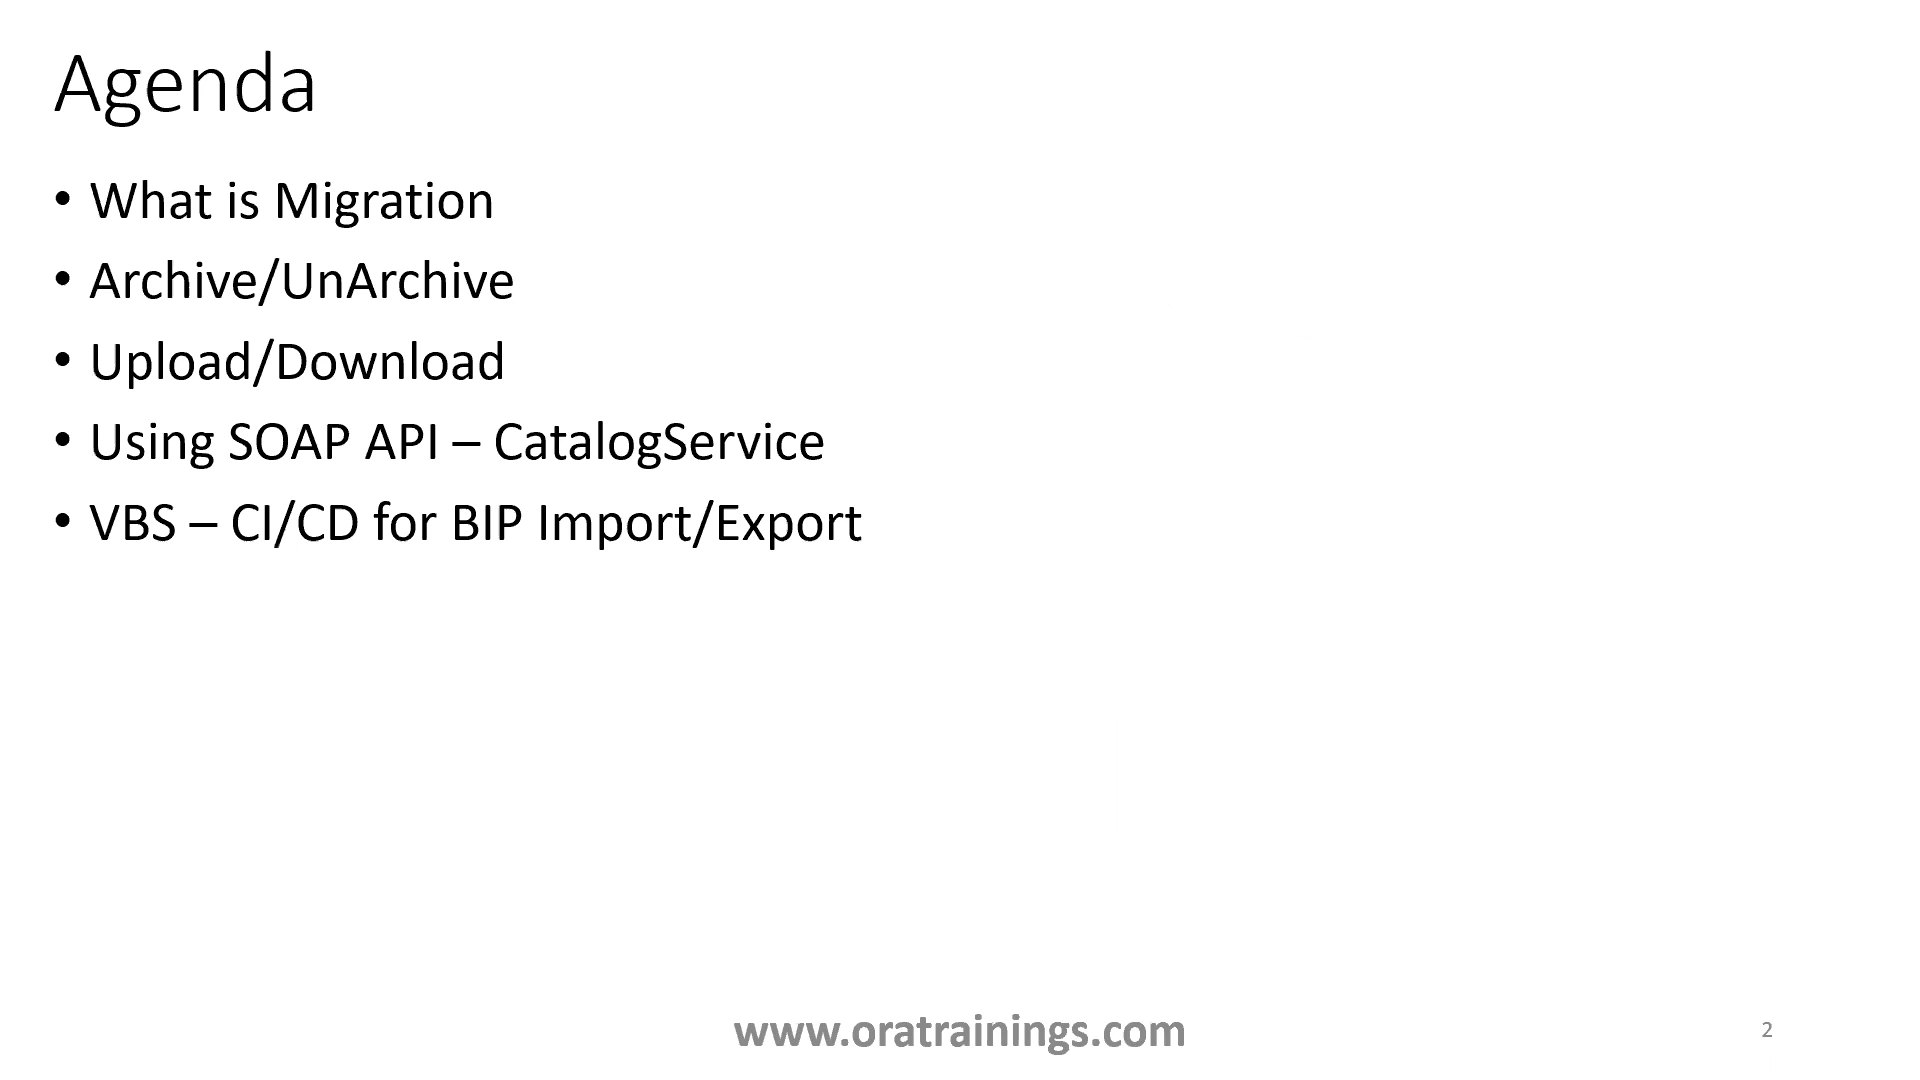 Agenda
• What is Migration
• Archive/UnArchive
• Upload/Download
• Using SOAP API – CatalogService
• VBS – CI/CD for BIP Import/Export
www.oratrainings.com
2